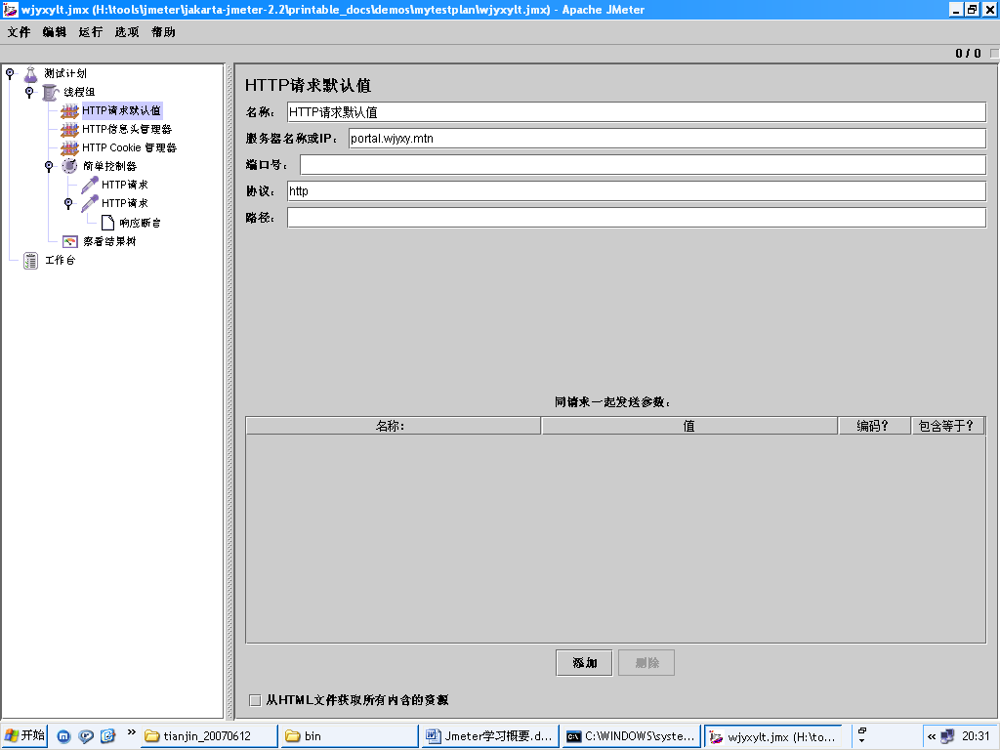 wjyxylt.jmx (H:\tools\jmeter\jakarta-jmeter-2.2\printable_docs\demos\mytestplan\wjyxylt.jmx) - Apache JMeter
文件 编辑 运行 选项 帮助
0 / 0
测试计划
线程组
HTTP请求默认值
HTTP信息头管理器
HTTP Cookie 管理器
简单控制器
HTTP请求
HTTP请求
响应断言
察看结果树
工作台
HTTP请求默认值
名称： HTTP请求默认值
服务器名称或IP： portal.wjyxy.mtn
端口号：
协议： http
路径：
同请求一起发送参数：
名称： 值 编码？ 包含等于？
添加 删除
从HTML文件获取所有内含的资源
开始 » tianjin_20070612 bin Jmeter学习概要.d... C:\WINDOWS\syste... wjyxylt.jmx (H:\to... « 20:31